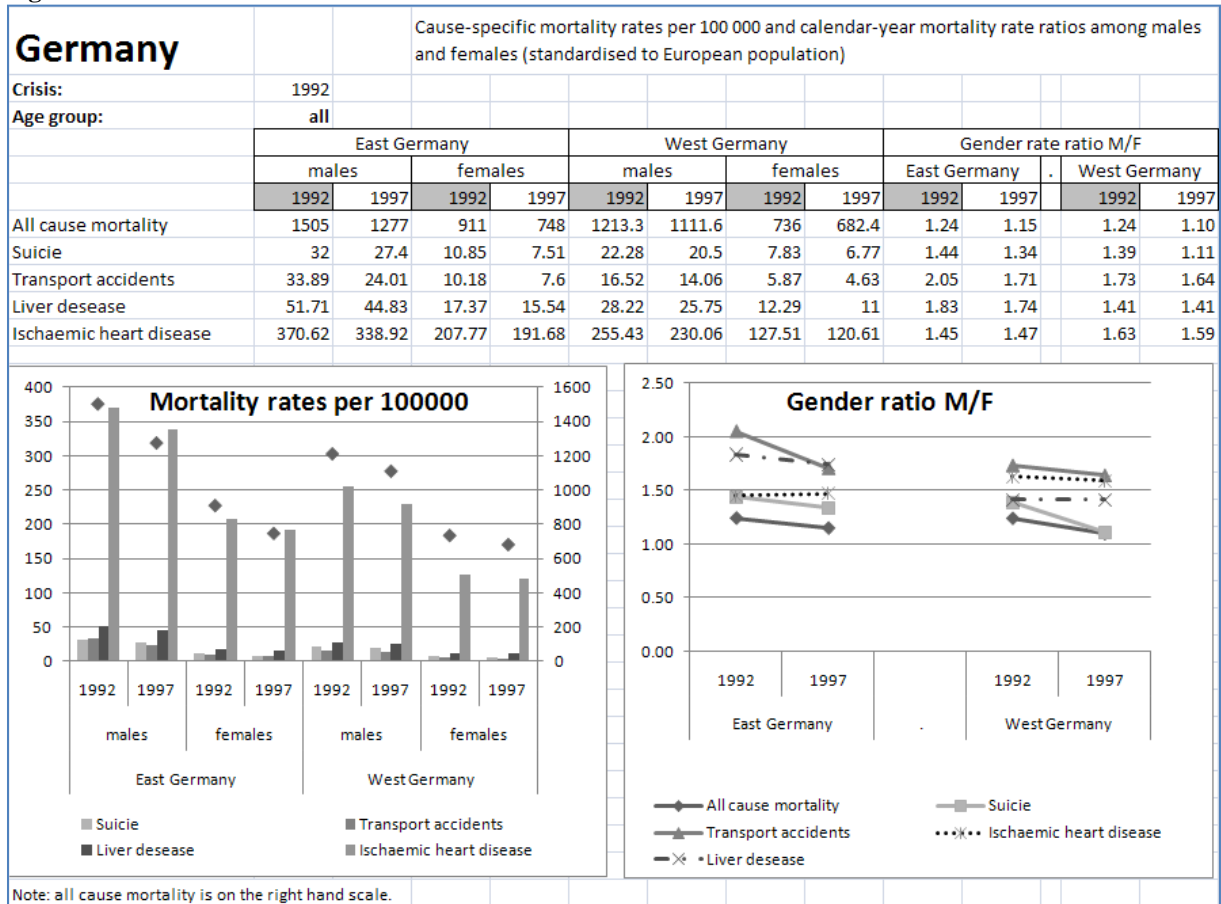 Germany
Cause-specific mortality rates per 100 000 and calendar-year mortality rate ratios among males
and females (standardised to European population)
Crisis: 1992
Age group: all
East Germany West Germany Gender rate ratio M/F
males females males females East Germany . West Germany
1992 1997 1992 1997 1992 1997 1992 1997 1992 1997 1992 1997
All cause mortality 1505 1277 911 748 1213.3 1111.6 736 682.4 1.24 1.15 1.24 1.10
Suicie 32 27.4 10.85 7.51 22.28 20.5 7.83 6.77 1.44 1.34 1.39 1.11
Transport accidents 33.89 24.01 10.18 7.6 16.52 14.06 5.87 4.63 2.05 1.71 1.73 1.64
Liver desease 51.71 44.83 17.37 15.54 28.22 25.75 12.29 11 1.83 1.74 1.41 1.41
Ischaemic heart disease 370.62 338.92 207.77 191.68 255.43 230.06 127.51 120.61 1.45 1.47 1.63 1.59
Mortality rates per 100000
400
350
300
250
200
150
100
50
0
1600
1400
1200
1000
800
600
400
200
0
1992 1997 1992 1997 1992 1997 1992 1997
males females males females
East Germany West Germany
Suicie Transport accidents
Liver desease Ischaemic heart disease
Gender ratio M/F
2.50
2.00
1.50
1.00
0.50
0.00
1992 1997 1992 1997
East Germany . West Germany
All cause mortality Suicie
Transport accidents Ischaemic heart disease
Liver desease
Note: all cause mortality is on the right hand scale.